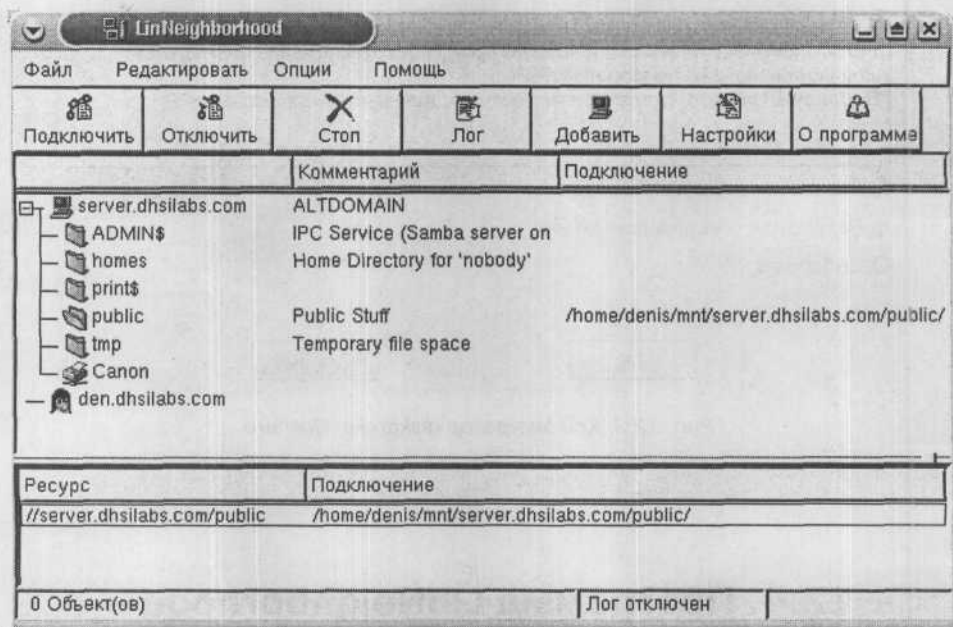 LinNeighborhood
Файл Редактировать Опции Помощь
Подключить Отключить Стоп Лог Добавить Настройки О программе
Комментарий Подключение
server.dhsilabs.com ALTDOMAIN
ADMIN$ IPC Service (Samba server on
homes Home Directory for 'nobody'
print$
public Public Stuff /home/denis/mnt/server.dhsilabs.com/public/
tmp Temporary file space
Canon
den.dhsilabs.com
Ресурс Подключение
//server.dhsilabs.com/public /home/denis/mnt/server.dhsilabs.com/public/
0 Объект(ов) Лог отключен